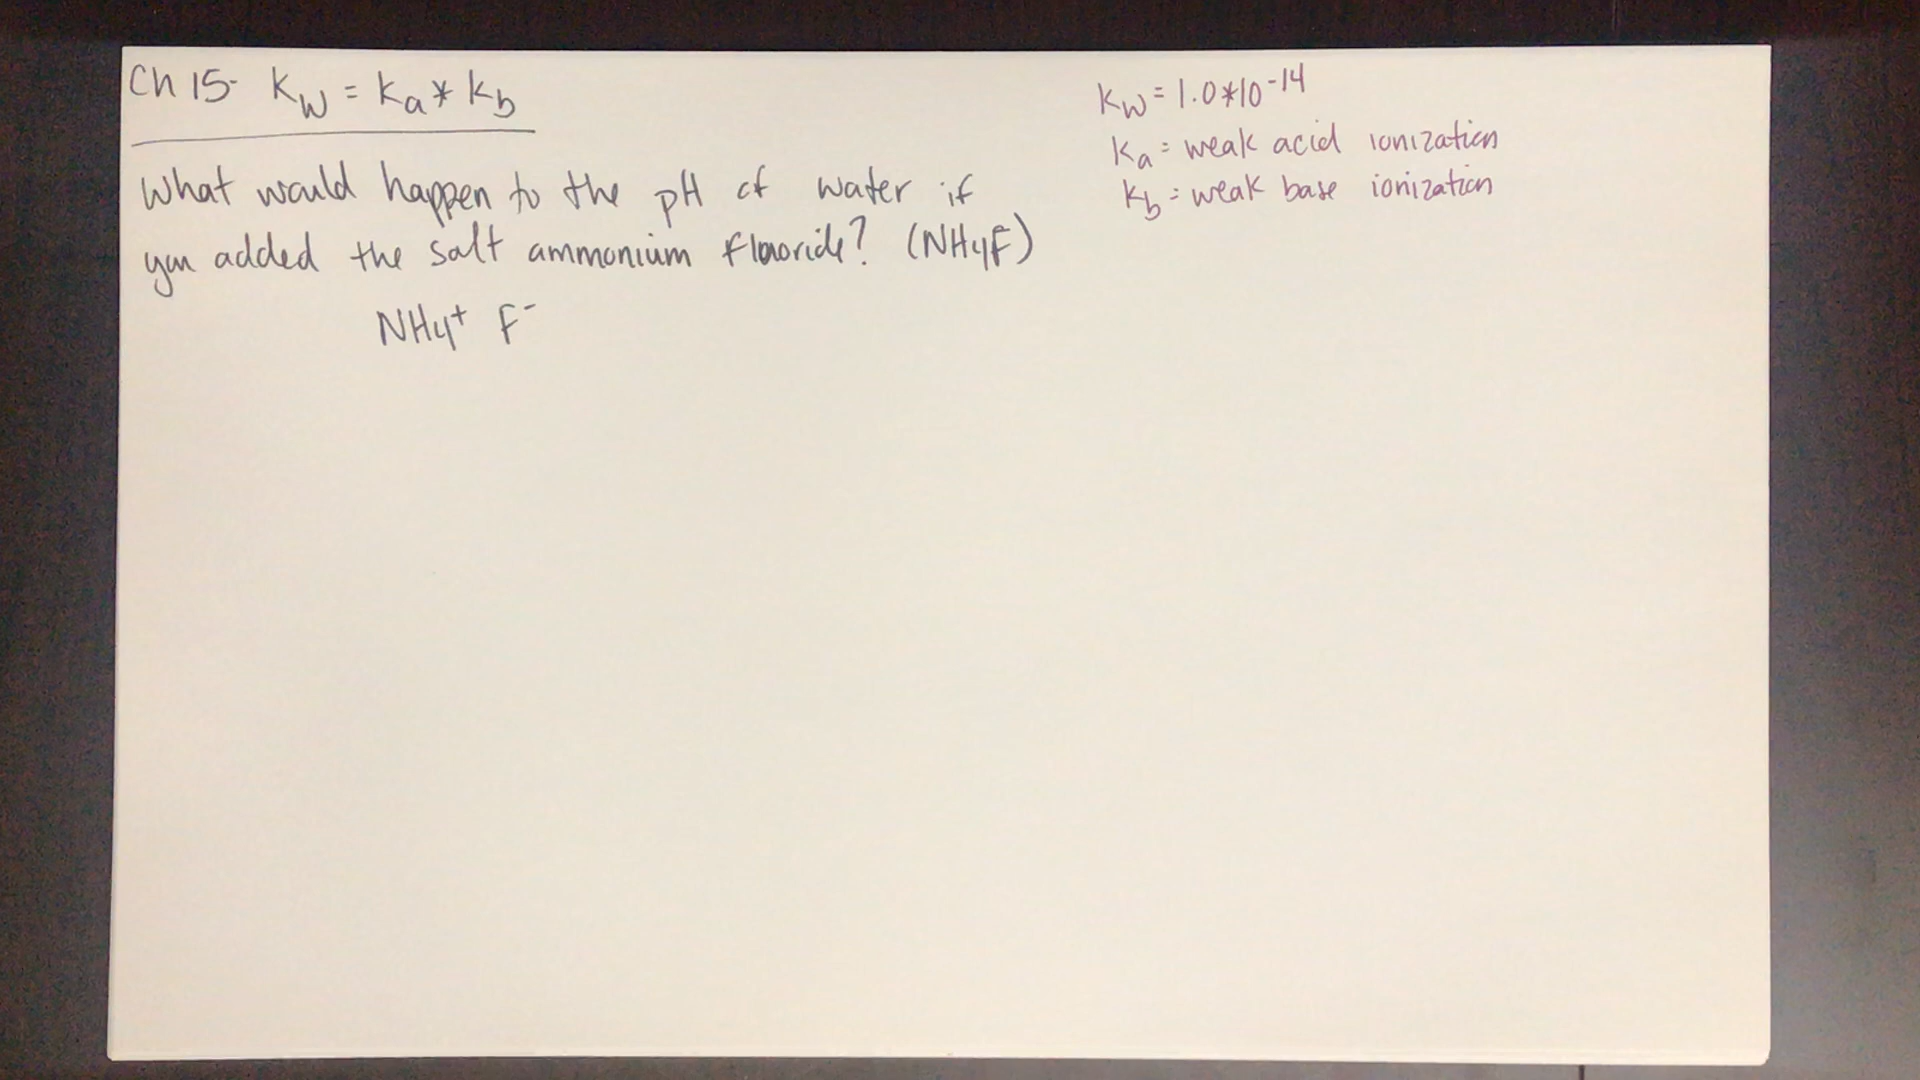 Ch 15- Kw = Ka * Kb
What would happen to the pH of water if
you added the salt ammonium fluoride? (NH4F)
NH4+ F-
Kw = 1.0*10-14
Ka = weak acid ionization
Kb = weak base ionization